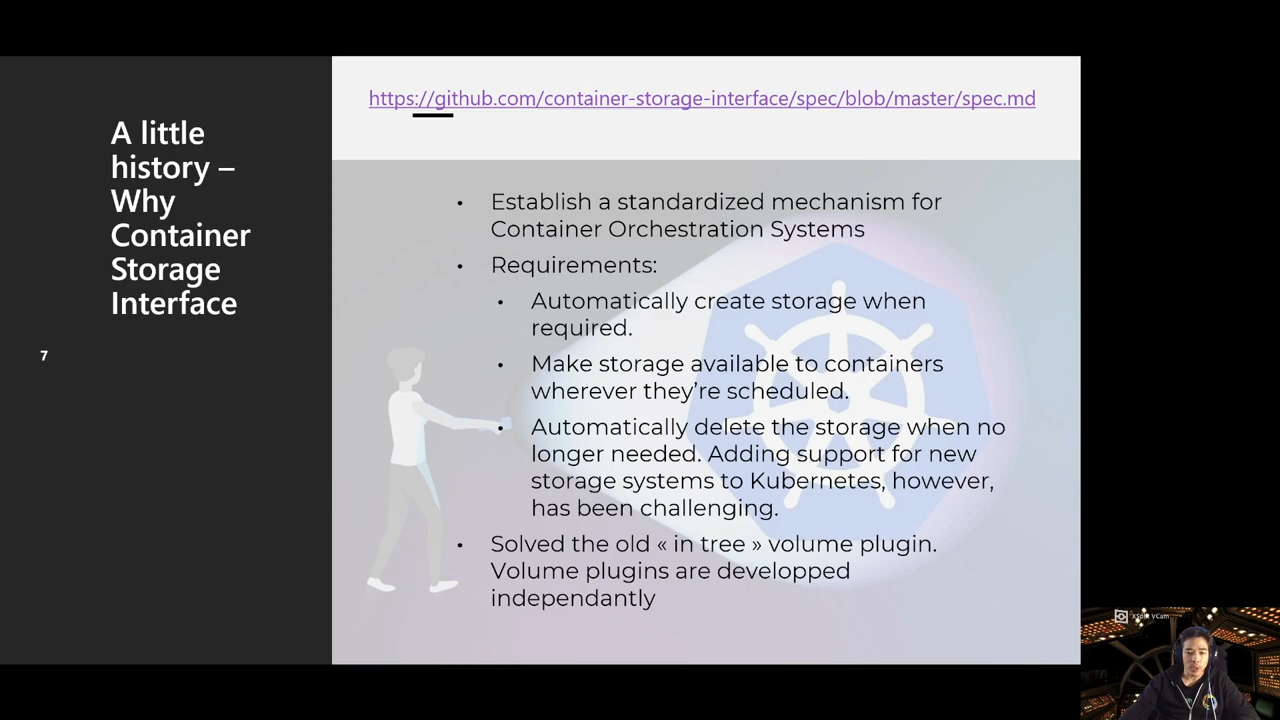 A little
history –
Why
Container
Storage
Interface
7
https://github.com/container-storage-interface/spec/blob/master/spec.md
• Establish a standardized mechanism for
Container Orchestration Systems
• Requirements:
• Automatically create storage when
required.
• Make storage available to containers
wherever they’re scheduled.
• Automatically delete the storage when no
longer needed. Adding support for new
storage systems to Kubernetes, however,
has been challenging.
• Solved the old « in tree » volume plugin.
Volume plugins are developped
independantly
XSplit VCam